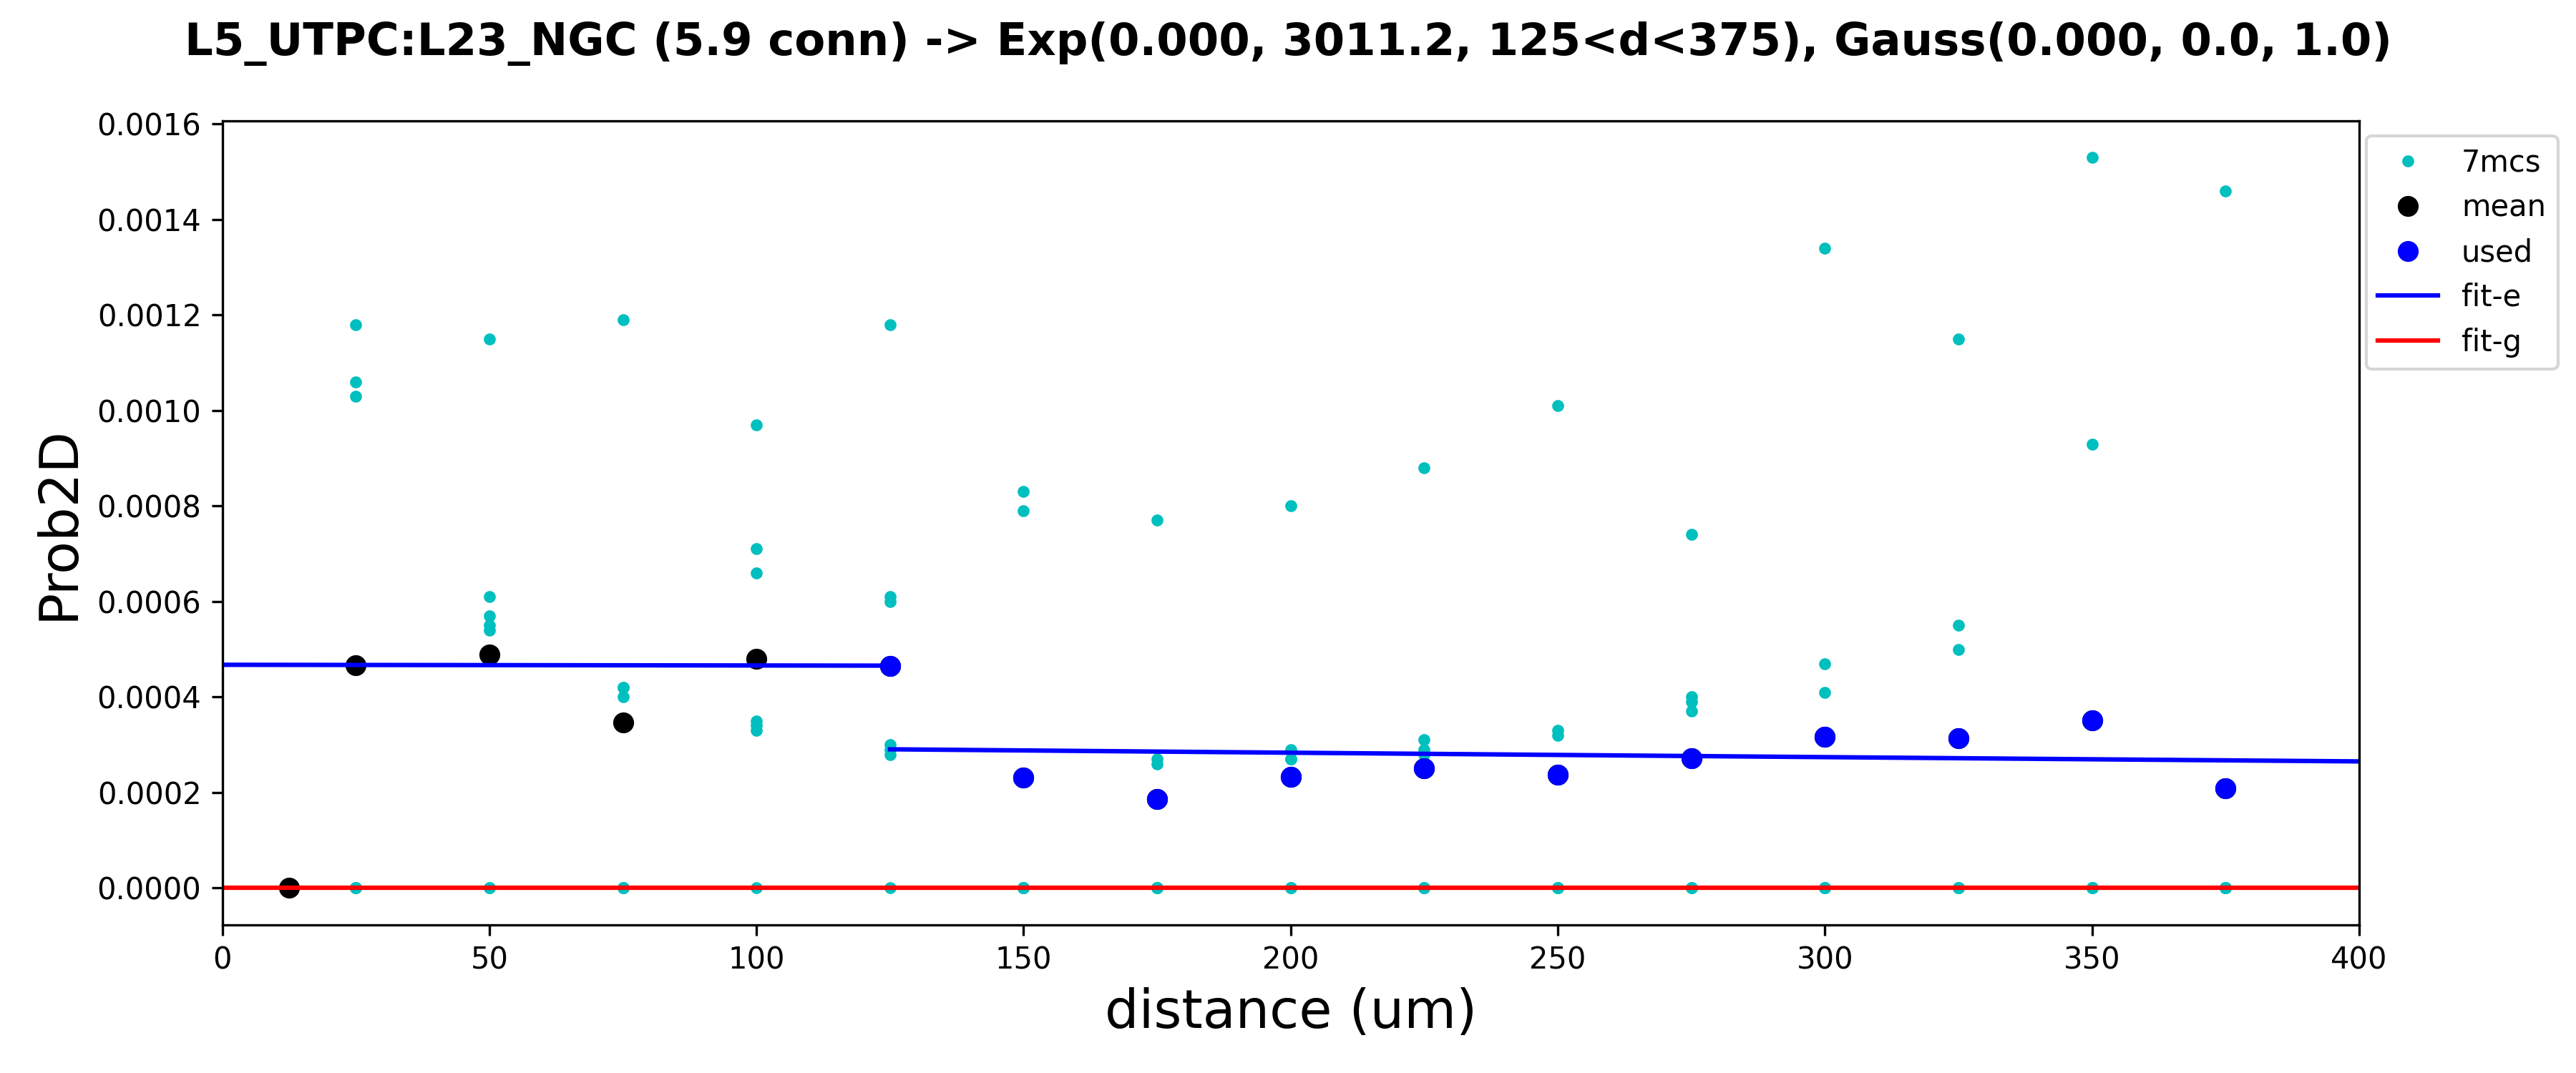 L5_UTPC:L23_NGC (5.9 conn) -> Exp(0.000, 3011.2, 125<d<375), Gauss(0.000, 0.0, 1.0)
0.0016
0.0014
0.0012
0.0010
0.0008
0.0006
0.0004
0.0002
0.0000
Prob2D
0 50 100 150 200 250 300 350 400
distance (um)
7mcs
mean
used
fit-e
fit-g